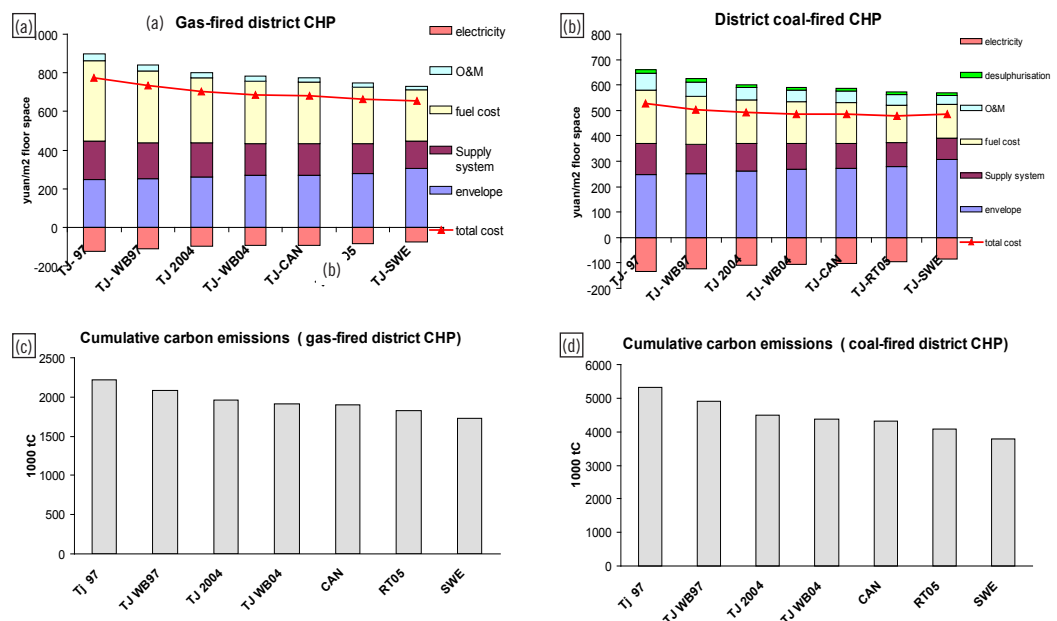 (a)
(a) Gas-fired district CHP
1000
800
600
400
200
0
-200
yuan/m2 floor space
electricity
O&M
fuel cost
Supply
system
envelope
total cost
TJ- 97
TJ- WB97
TJ 2004
TJ- WB04
TJ-CAN
TJ-SWE
(b)
(b)
District coal-fired CHP
800
700
600
500
400
300
200
100
0
-100
-200
yuan/m2 floor space
electricity
desulphurisation
O&M
fuel cost
Supply system
envelope
total cost
TJ- 97
TJ- WB97
TJ 2004
TJ- WB04
TJ-CAN
TJ-RT05
TJ-SWE
(c)
Cumulative carbon emissions ( gas-fired district CHP)
2500
2000
1500
1000
500
0
1000 tC
Tj 97
TJ WB97
TJ 2004
TJ WB04
CAN
RT05
SWE
(d)
Cumulative carbon emissions ( coal-fired district CHP)
6000
5000
4000
3000
2000
1000
0
1000 tC
Tj 97
TJ WB97
TJ 2004
TJ WB04
CAN
RT05
SWE